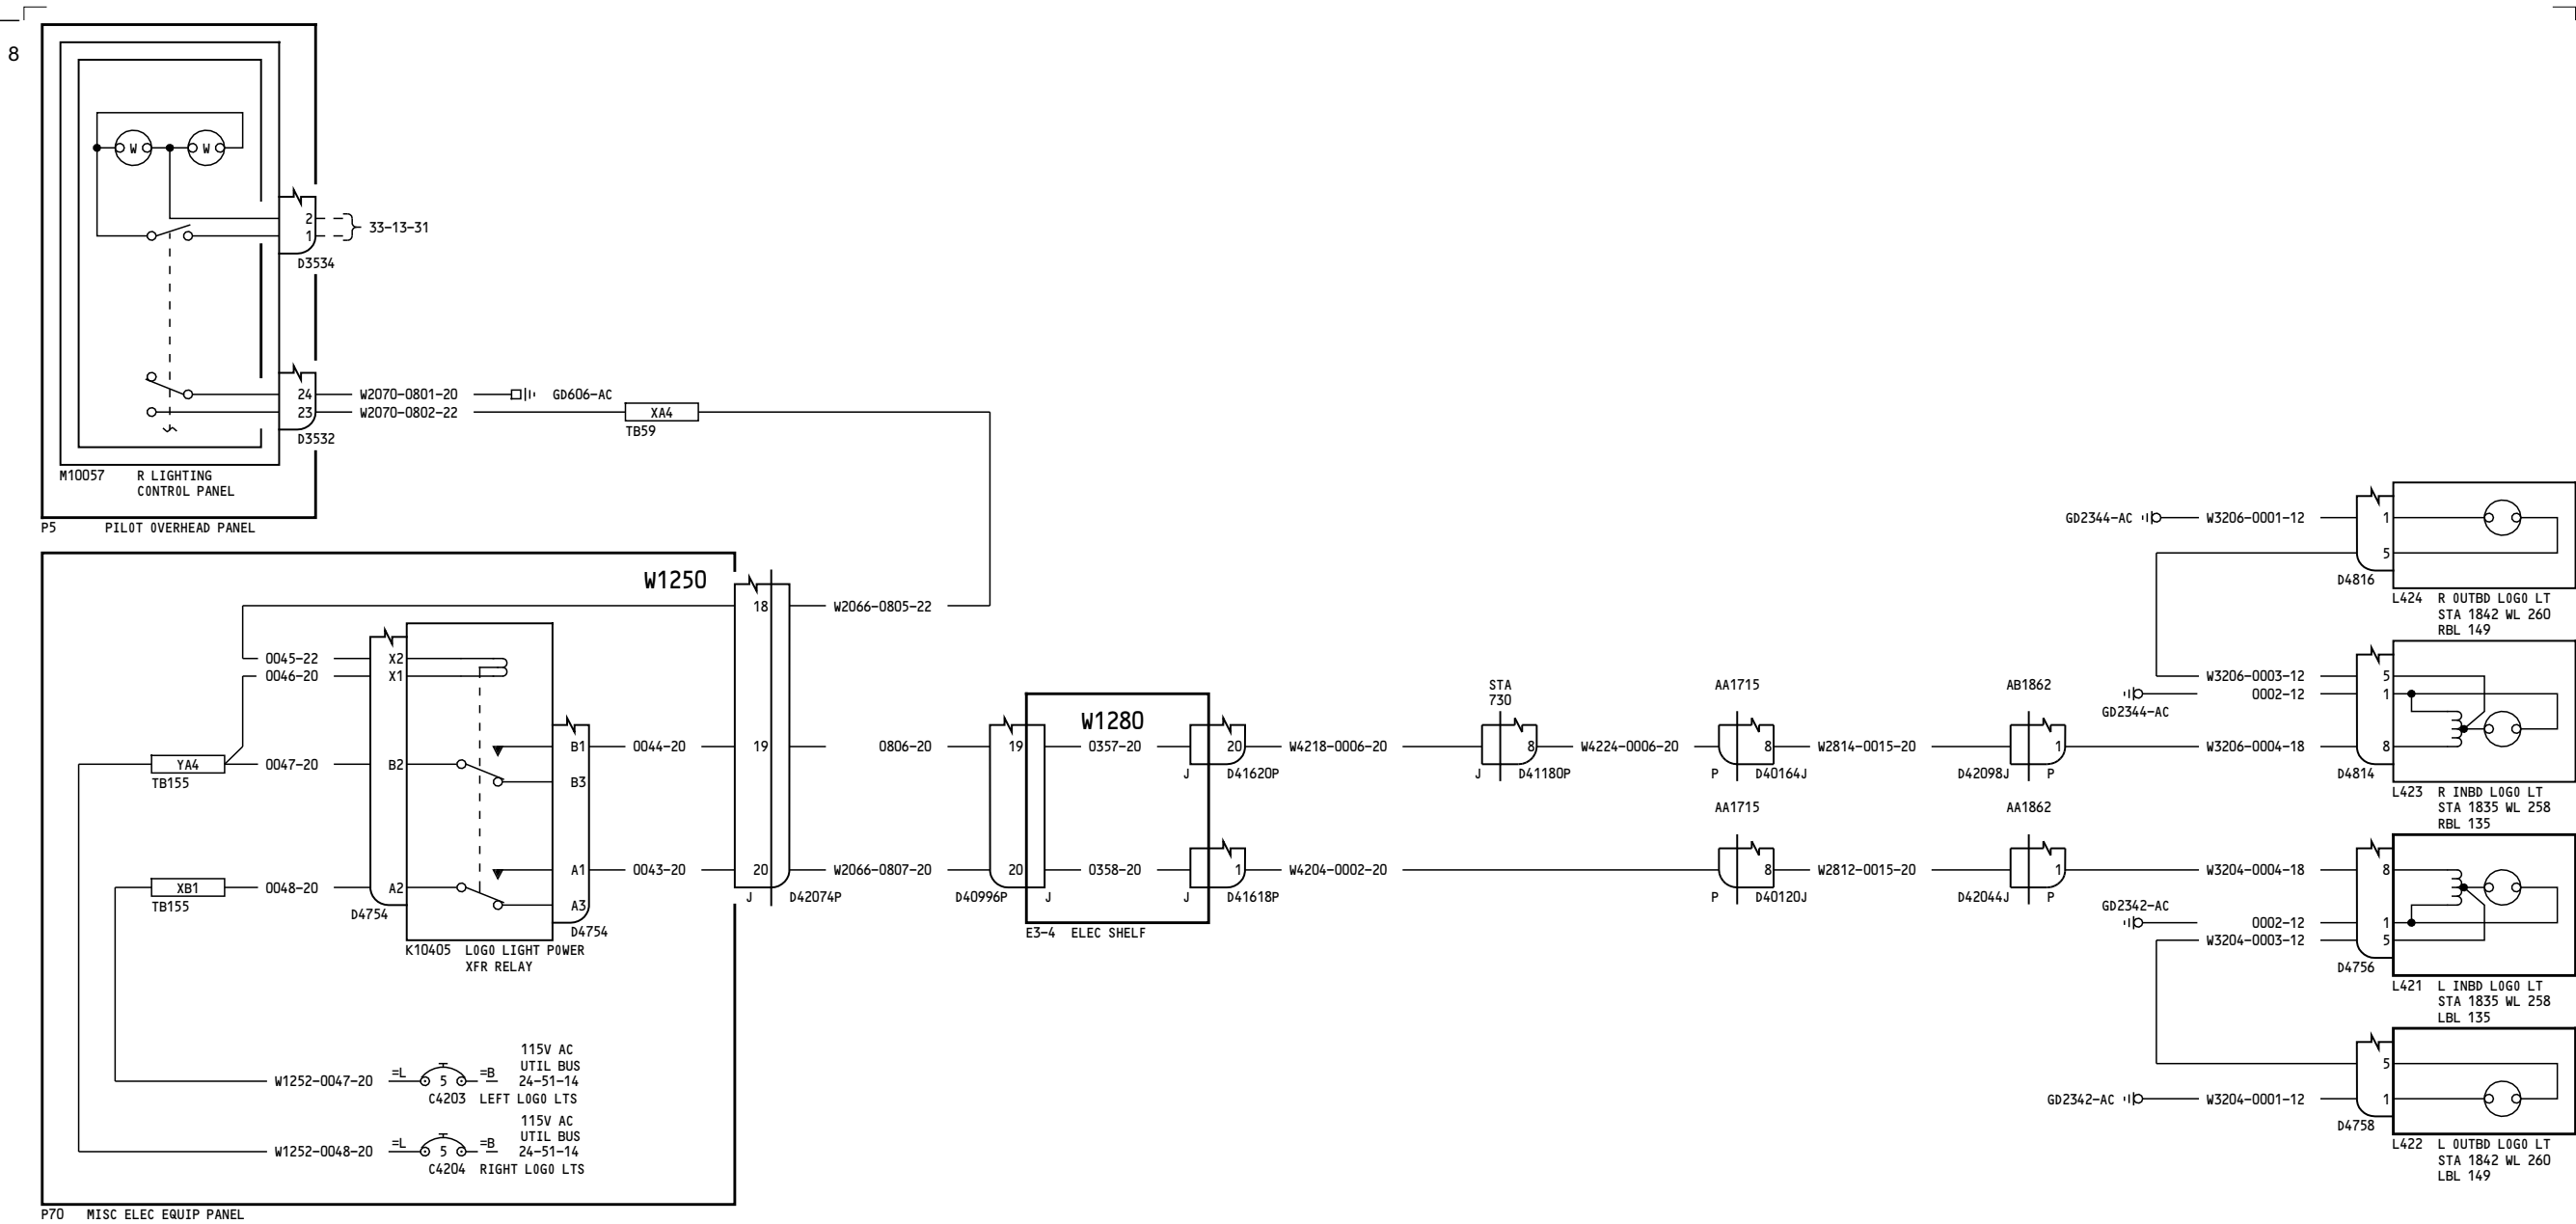 8
W W
2
1
33-13-31
D3534
24 W2070-0801-20 GD606-AC
23 W2070-0802-22 XA4
TB59
D3532
M10057 R LIGHTING
CONTROL PANEL
P5 PILOT OVERHEAD PANEL
W1250
18 W2066-0805-22
0045-22 X2
0046-20 X1
B1 0044-20 19 0806-20 19
YA4 0047-20 B2
TB155
B3
A1 0043-20 20 W2066-0807-20 20
XB1 0048-20 A2
TB155
A3
D4754
D4754
J D42074P
K10405 LOGO LIGHT POWER
XFR RELAY
115V AC
UTIL BUS
W1252-0047-20 =L 5 =B 24-51-14
C4203 LEFT LOGO LTS
115V AC
UTIL BUS
W1252-0048-20 =L 5 =B 24-51-14
C4204 RIGHT LOGO LTS
P70 MISC ELEC EQUIP PANEL
W1280
0357-20 20 W4218-0006-20
J D41620P
0358-20 1 W4204-0002-20
D40996P J
J D41618P
E3-4 ELEC SHELF
STA
730
8 W4224-0006-20
J D41180P
AA1715
8 W2814-0015-20
P D40164J
AB1862
1 W3206-0004-18 8
D42098J P
AA1715
8 W2812-0015-20
P D40120J
AA1862
1 W3204-0004-18 8
D42044J P
GD2344-AC W3206-0001-12 1
5
D4816
L424 R OUTBD LOGO LT
STA 1842 WL 260
RBL 149
W3206-0003-12 5
0002-12 1
GD2344-AC
D4814
L423 R INBD LOGO LT
STA 1835 WL 258
RBL 135
GD2342-AC
0002-12 1
W3204-0003-12 5
D4756
L421 L INBD LOGO LT
STA 1835 WL 258
LBL 135
5
GD2342-AC W3204-0001-12 1
D4758
L422 L OUTBD LOGO LT
STA 1842 WL 260
LBL 149